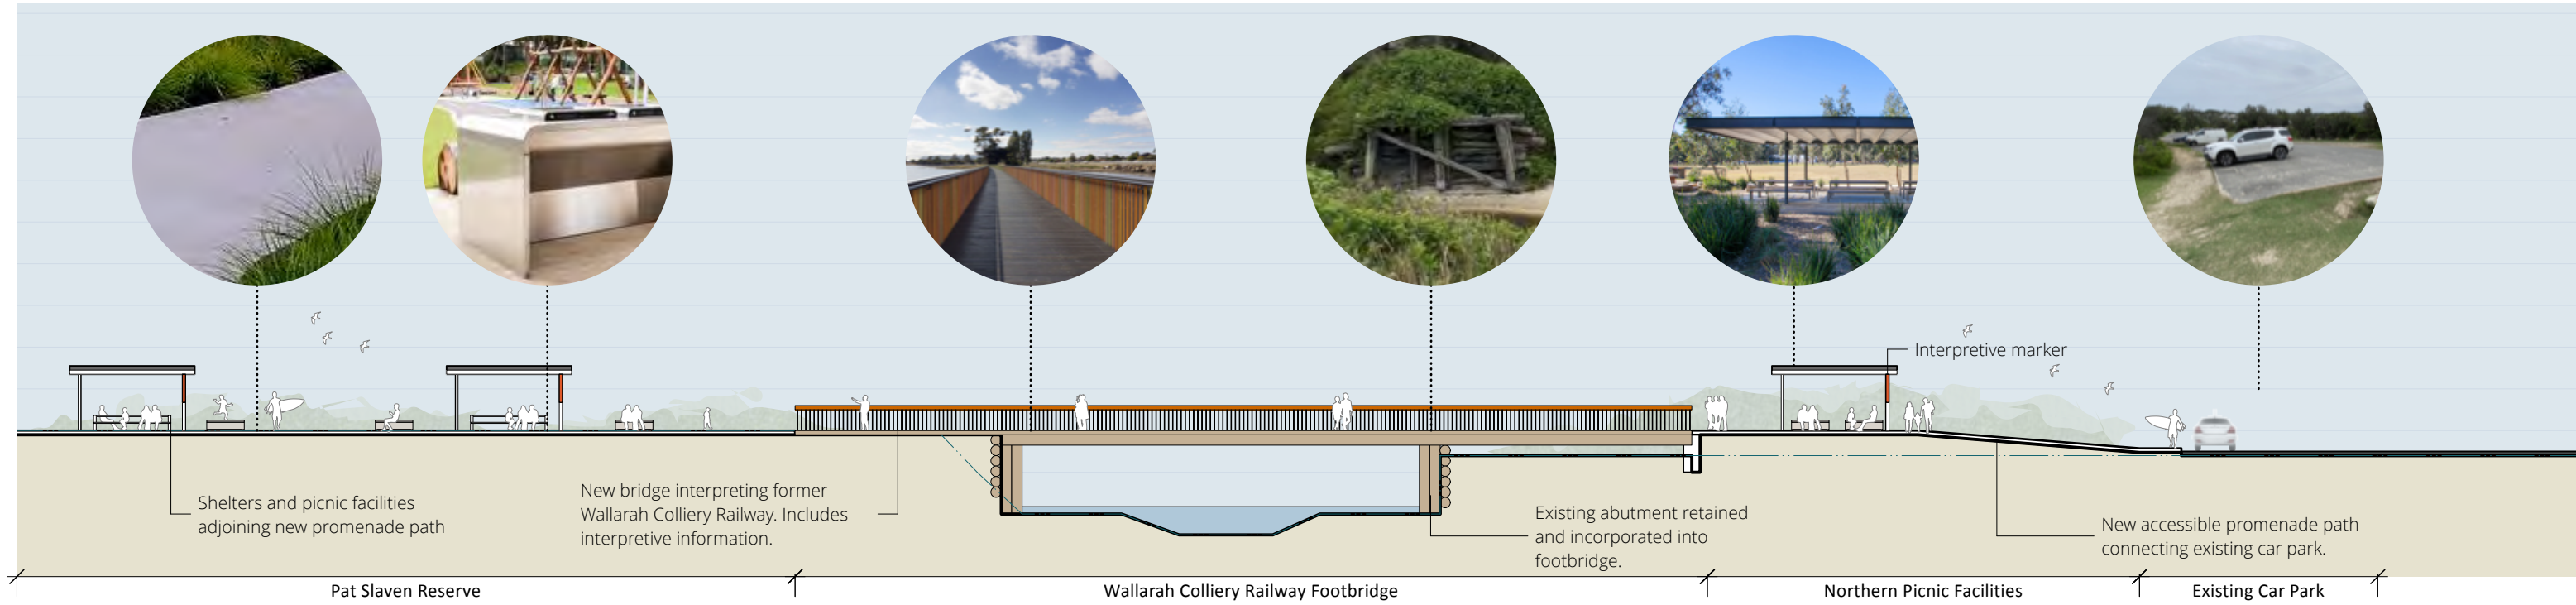 Interpretive marker
Shelters and picnic facilities
adjoining new promenade path
New bridge interpreting former
Wallarah Colliery Railway. Includes
interpretive information.
Existing abutment retained
and incorporated into
footbridge.
New accessible promenade path
connecting existing car park.
Pat Slaven Reserve
Wallarah Colliery Railway Footbridge
Northern Picnic Facilities
Existing Car Park